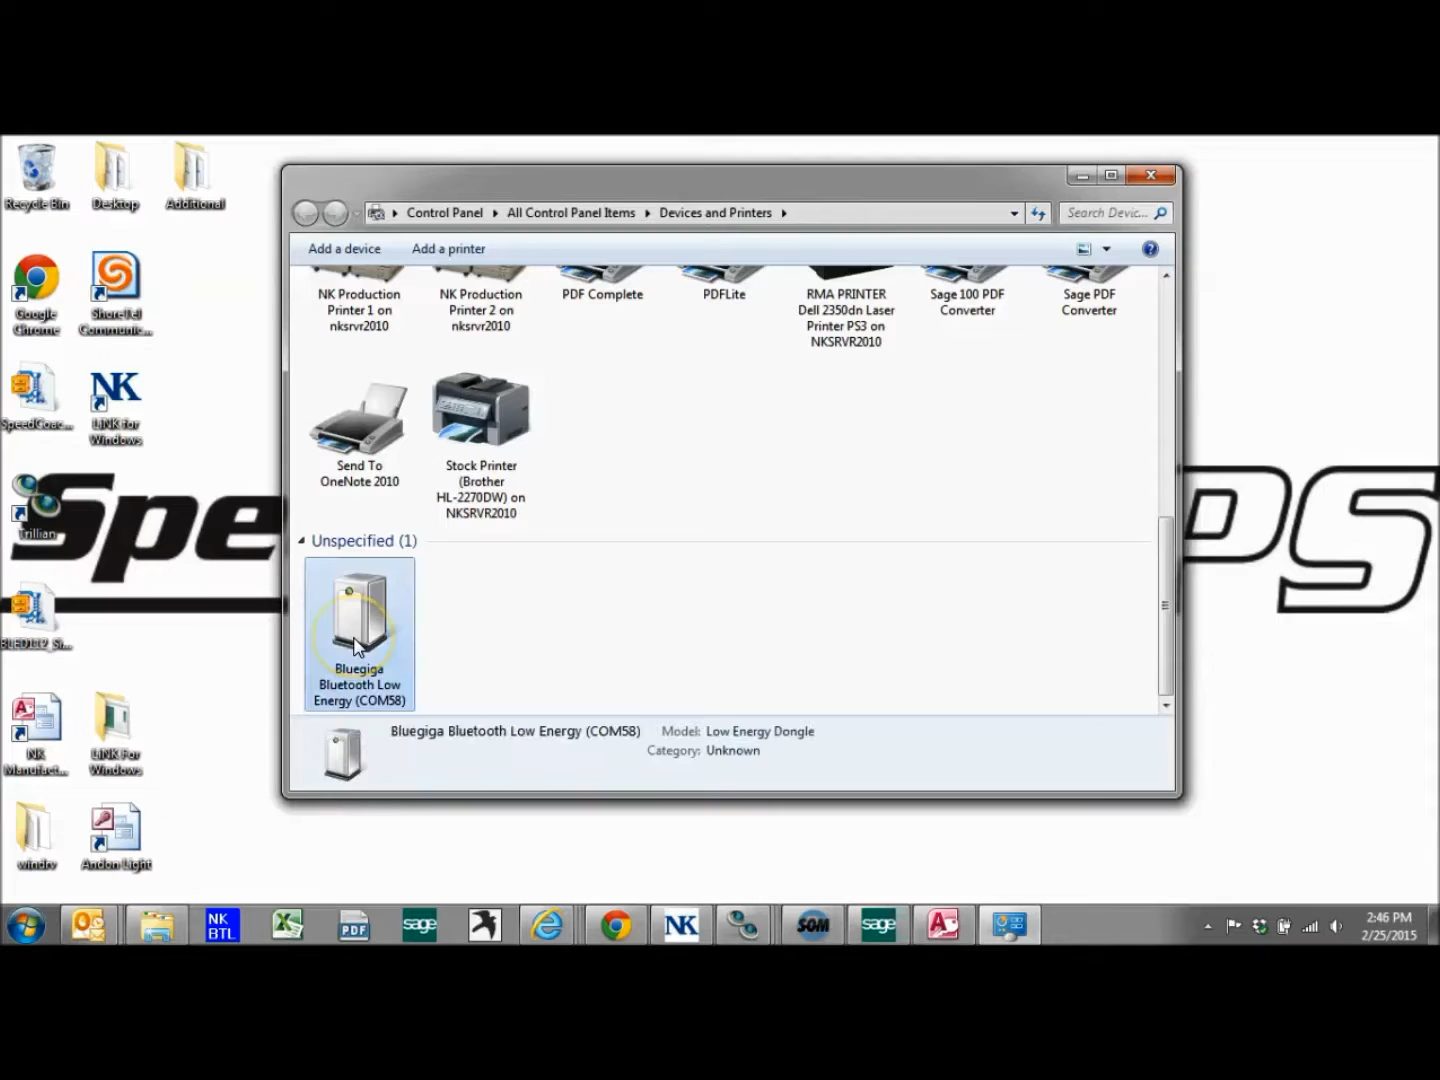 Control Panel All Control Panel Items Devices and Printers
Search Devic...
Add a device Add a printer
NK Production
Printer 1 on
nksrvr2010
NK Production
Printer 2 on
nksrvr2010
PDF Complete
PDFLite
RMA PRINTER
Dell 2350dn Laser
Printer PS3 on
NKSRVR2010
Sage 100 PDF
Converter
Sage PDF
Converter
Send To
OneNote 2010
Stock Printer
(Brother
HL-2270DW) on
NKSRVR2010
Unspecified (1)
Bluegiga
Bluetooth Low
Energy (COM58)
Bluegiga Bluetooth Low Energy (COM58) Model: Low Energy Dongle
Category: Unknown
Recycle Bin
Desktop
Additional
Google
Chrome
ShoreTel
Communic...
SpeedCoac...
NK
LiNK for
Windows
Trillian
BLED112_Si...
NK
Manufact...
LiNK For
Windows
windrv
Andon Light
Spe
PS
NK
BTL
PDF
sage
NK
SOM
sage
2:46 PM
2/25/2015